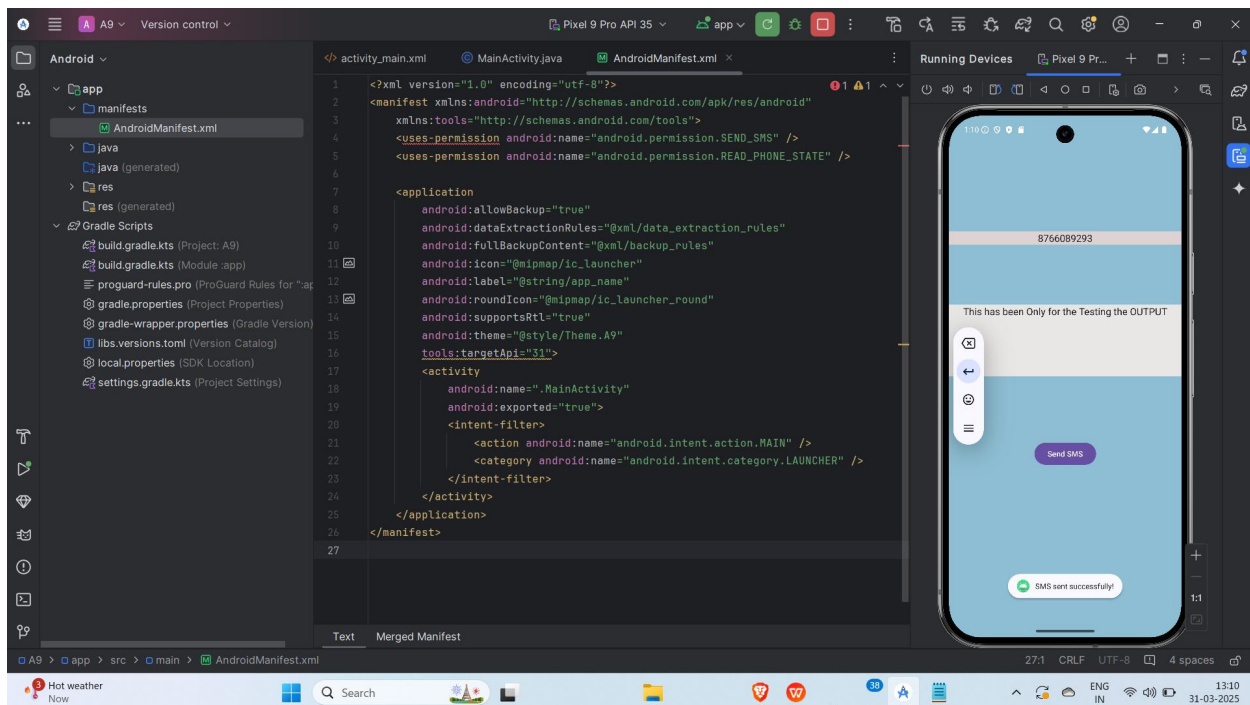 A A9 Version control Pixel 9 Pro API 35 app
Android
activity_main.xml MainActivity.java AndroidManifest.xml
Running Devices Pixel 9 Pr...
app
manifests
AndroidManifest.xml
java
java (generated)
res
res (generated)
Gradle Scripts
build.gradle.kts (Project: A9)
build.gradle.kts (Module :app)
proguard-rules.pro (ProGuard Rules for ":ap
gradle.properties (Project Properties)
gradle-wrapper.properties (Gradle Version)
libs.versions.toml (Version Catalog)
local.properties (SDK Location)
settings.gradle.kts (Project Settings)
1 <?xml version="1.0" encoding="utf-8"?> 1 1
2 <manifest xmlns:android="http://schemas.android.com/apk/res/android"
3 xmlns:tools="http://schemas.android.com/tools">
4 <uses-permission android:name="android.permission.SEND_SMS" />
5 <uses-permission android:name="android.permission.READ_PHONE_STATE" />
6
7 <application
8 android:allowBackup="true"
9 android:dataExtractionRules="@xml/data_extraction_rules"
10 android:fullBackupContent="@xml/backup_rules"
11 android:icon="@mipmap/ic_launcher"
12 android:label="@string/app_name"
13 android:roundIcon="@mipmap/ic_launcher_round"
14 android:supportsRtl="true"
15 android:theme="@style/Theme.A9"
16 tools:targetApi="31">
17 <activity
18 android:name=".MainActivity"
19 android:exported="true">
20 <intent-filter>
21 <action android:name="android.intent.action.MAIN" />
22 <category android:name="android.intent.category.LAUNCHER" />
23 </intent-filter>
24 </activity>
25 </application>
26 </manifest>
27
Text Merged Manifest
1:10
8766089293
This has been Only for the Testing the OUTPUT
Send SMS
SMS sent successfully!
1:1
A9 > app > src > main > AndroidManifest.xml 27:1 CRLF UTF-8 4 spaces
3 Hot weather
Now
Search
38
ENG
IN
13:10
31-03-2025